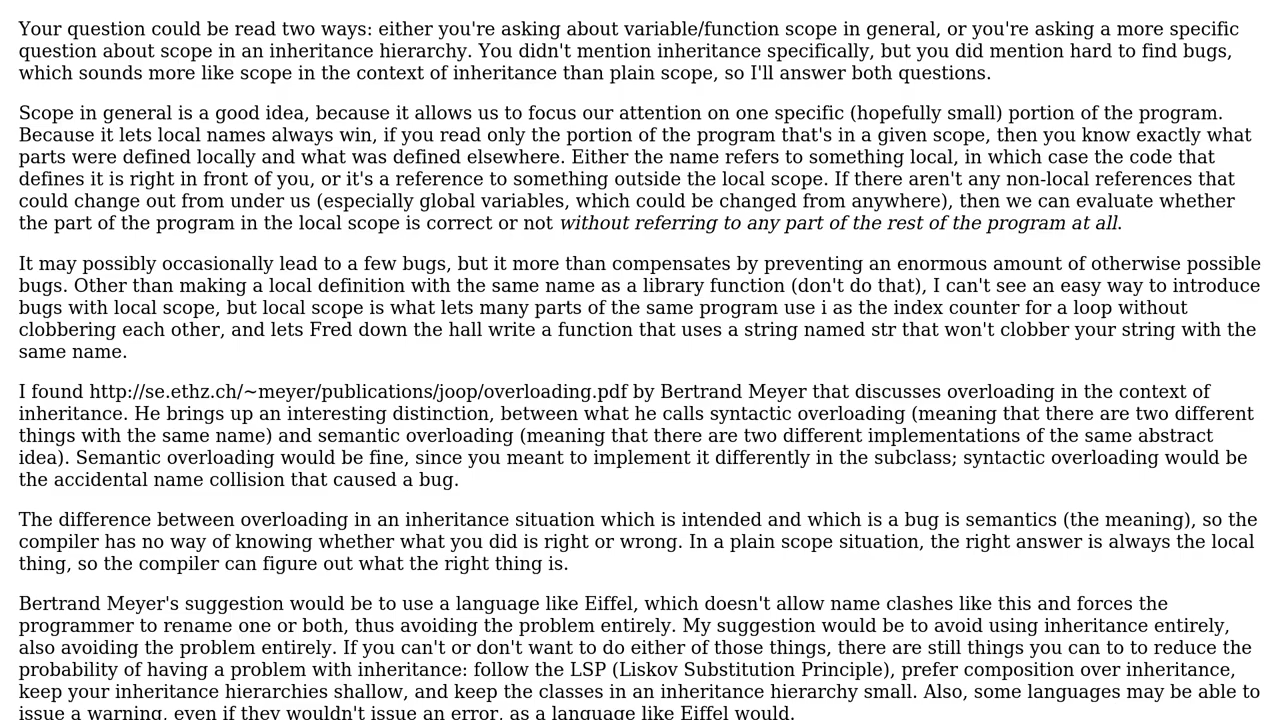 Your question could be read two ways: either you're asking about variable/function scope in general, or you're asking a more specific
question about scope in an inheritance hierarchy. You didn't mention inheritance specifically, but you did mention hard to find bugs,
which sounds more like scope in the context of inheritance than plain scope, so I'll answer both questions.
Scope in general is a good idea, because it allows us to focus our attention on one specific (hopefully small) portion of the program.
Because it lets local names always win, if you read only the portion of the program that's in a given scope, then you know exactly what
parts were defined locally and what was defined elsewhere. Either the name refers to something local, in which case the code that
defines it is right in front of you, or it's a reference to something outside the local scope. If there aren't any non-local references that
could change out from under us (especially global variables, which could be changed from anywhere), then we can evaluate whether
the part of the program in the local scope is correct or not without referring to any part of the rest of the program at all.
It may possibly occasionally lead to a few bugs, but it more than compensates by preventing an enormous amount of otherwise possible
bugs. Other than making a local definition with the same name as a library function (don't do that), I can't see an easy way to introduce
bugs with local scope, but local scope is what lets many parts of the same program use i as the index counter for a loop without
clobbering each other, and lets Fred down the hall write a function that uses a string named str that won't clobber your string with the
same name.
I found http://se.ethz.ch/~meyer/publications/joop/overloading.pdf by Bertrand Meyer that discusses overloading in the context of
inheritance. He brings up an interesting distinction, between what he calls syntactic overloading (meaning that there are two different
things with the same name) and semantic overloading (meaning that there are two different implementations of the same abstract
idea). Semantic overloading would be fine, since you meant to implement it differently in the subclass; syntactic overloading would be
the accidental name collision that caused a bug.
The difference between overloading in an inheritance situation which is intended and which is a bug is semantics (the meaning), so the
compiler has no way of knowing whether what you did is right or wrong. In a plain scope situation, the right answer is always the local
thing, so the compiler can figure out what the right thing is.
Bertrand Meyer's suggestion would be to use a language like Eiffel, which doesn't allow name clashes like this and forces the
programmer to rename one or both, thus avoiding the problem entirely. My suggestion would be to avoid using inheritance entirely,
also avoiding the problem entirely. If you can't or don't want to do either of those things, there are still things you can to to reduce the
probability of having a problem with inheritance: follow the LSP (Liskov Substitution Principle), prefer composition over inheritance,
keep your inheritance hierarchies shallow, and keep the classes in an inheritance hierarchy small. Also, some languages may be able to
issue a warning, even if they wouldn't issue an error, as a language like Eiffel would.